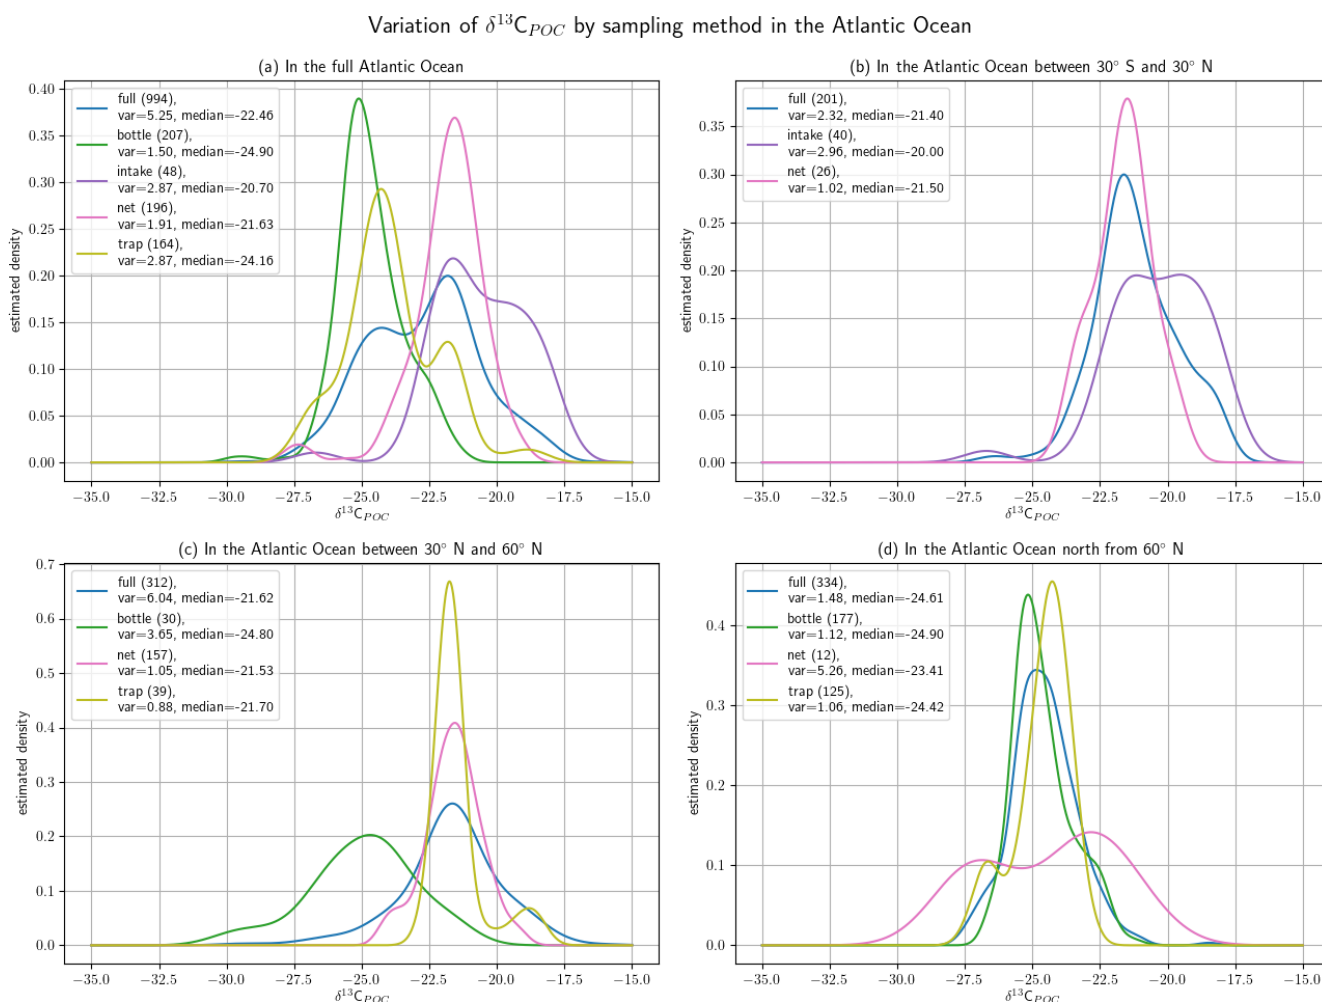 Variation of δ¹³C_POC by sampling method in the Atlantic Ocean
(a) In the full Atlantic Ocean
full (994),
var=5.25, median=-22.46
bottle (207),
var=1.50, median=-24.90
intake (48),
var=2.87, median=-20.70
net (196),
var=1.91, median=-21.63
trap (164),
var=2.87, median=-24.16
0.40
0.35
0.30
0.25
0.20
0.15
0.10
0.05
0.00
estimated density
−35.0 −32.5 −30.0 −27.5 −25.0 −22.5 −20.0 −17.5 −15.0
δ¹³C_POC
(b) In the Atlantic Ocean between 30° S and 30° N
full (201),
var=2.32, median=-21.40
intake (40),
var=2.96, median=-20.00
net (26),
var=1.02, median=-21.50
0.35
0.30
0.25
0.20
0.15
0.10
0.05
0.00
estimated density
−35.0 −32.5 −30.0 −27.5 −25.0 −22.5 −20.0 −17.5 −15.0
δ¹³C_POC
(c) In the Atlantic Ocean between 30° N and 60° N
full (312),
var=6.04, median=-21.62
bottle (30),
var=3.65, median=-24.80
net (157),
var=1.05, median=-21.53
trap (39),
var=0.88, median=-21.70
0.7
0.6
0.5
0.4
0.3
0.2
0.1
0.0
estimated density
−35.0 −32.5 −30.0 −27.5 −25.0 −22.5 −20.0 −17.5 −15.0
δ¹³C_POC
(d) In the Atlantic Ocean north from 60° N
full (334),
var=1.48, median=-24.61
bottle (177),
var=1.12, median=-24.90
net (12),
var=5.26, median=-23.41
trap (125),
var=1.06, median=-24.42
0.4
0.3
0.2
0.1
0.0
estimated density
−35.0 −32.5 −30.0 −27.5 −25.0 −22.5 −20.0 −17.5 −15.0
δ¹³C_POC